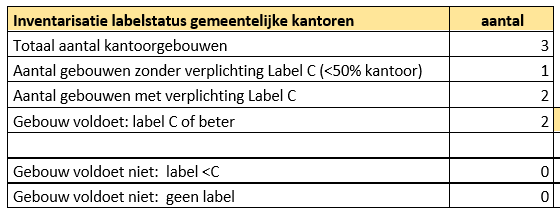 Inventarisatie labelstatus gemeentelijke kantoren aantal
Totaal aantal kantoorgebouwen 3
Aantal gebouwen zonder verplichting Label C (<50% kantoor) 1
Aantal gebouwen met verplichting Label C 2
Gebouw voldoet: label C of beter 2
Gebouw voldoet niet:  label <C 0
Gebouw voldoet niet:  geen label 0